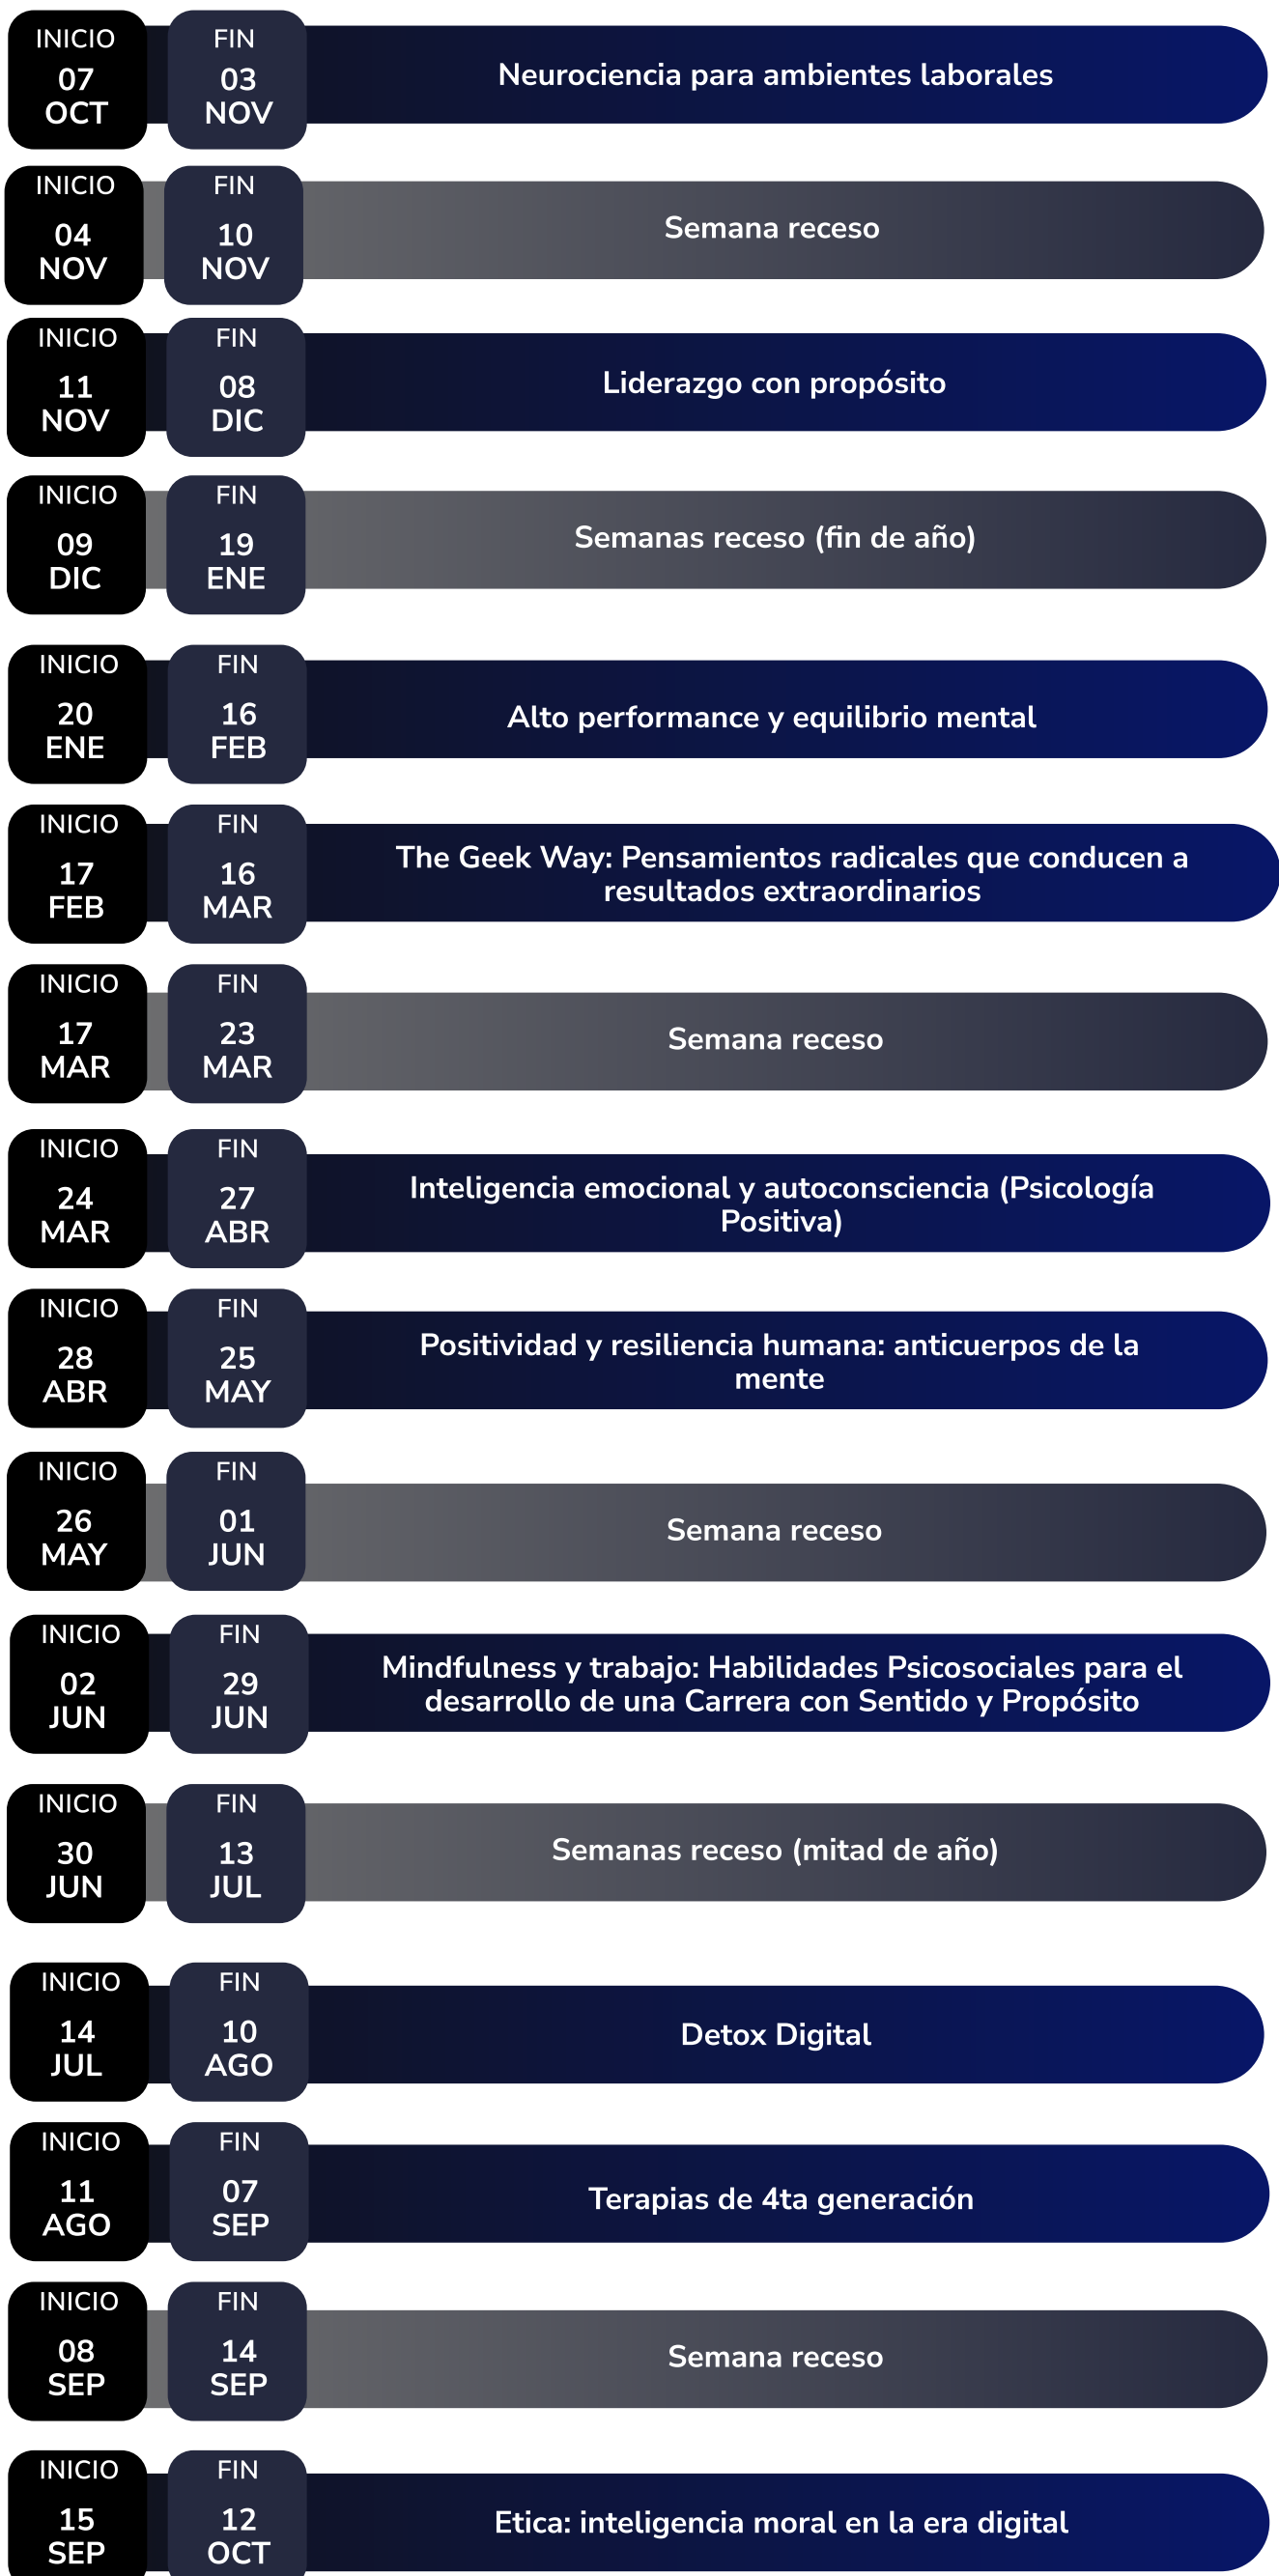 INICIO
07
OCT
FIN
03
NOV
Neurociencia para ambientes laborales
INICIO
04
NOV
FIN
10
NOV
Semana receso
INICIO
11
NOV
FIN
08
DIC
Liderazgo con propósito
INICIO
09
DIC
FIN
19
ENE
Semanas receso (fin de año)
INICIO
20
ENE
FIN
16
FEB
Alto performance y equilibrio mental
INICIO
17
FEB
FIN
16
MAR
The Geek Way: Pensamientos radicales que conducen a
resultados extraordinarios
INICIO
17
MAR
FIN
23
MAR
Semana receso
INICIO
24
MAR
FIN
27
ABR
Inteligencia emocional y autoconsciencia (Psicología
Positiva)
INICIO
28
ABR
FIN
25
MAY
Positividad y resiliencia humana: anticuerpos de la
mente
INICIO
26
MAY
FIN
01
JUN
Semana receso
INICIO
02
JUN
FIN
29
JUN
Mindfulness y trabajo: Habilidades Psicosociales para el
desarrollo de una Carrera con Sentido y Propósito
INICIO
30
JUN
FIN
13
JUL
Semanas receso (mitad de año)
INICIO
14
JUL
FIN
10
AGO
Detox Digital
INICIO
11
AGO
FIN
07
SEP
Terapias de 4ta generación
INICIO
08
SEP
FIN
14
SEP
Semana receso
INICIO
15
SEP
FIN
12
OCT
Etica: inteligencia moral en la era digital